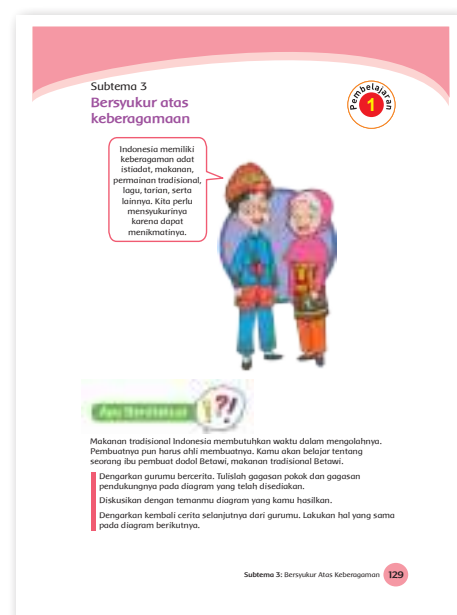 Subtema 3
Bersyukur atas
keberagamaan
Pembelajaran
1
Indonesia memiliki
keberagaman adat
istiadat, makanan,
permainan tradisional,
lagu, tarian, serta
lainnya. Kita perlu
mensyukurinya
karena dapat
menikmatinya.
Ayo Berdiskusi
?!
Makanan tradisional Indonesia membutuhkan waktu dalam mengolahnya.
Pembuatnya pun harus ahli membuatnya. Kamu akan belajar tentang
seorang ibu pembuat dodol Betawi, makanan tradisional Betawi.
Dengarkan gurumu bercerita. Tulislah gagasan pokok dan gagasan
pendukungnya pada diagram yang telah disediakan.
Diskusikan dengan temanmu diagram yang kamu hasilkan.
Dengarkan kembali cerita selanjutnya dari gurumu. Lakukan hal yang sama
pada diagram berikutnya.
Subtema 3: Bersyukur Atas Keberagaman 129